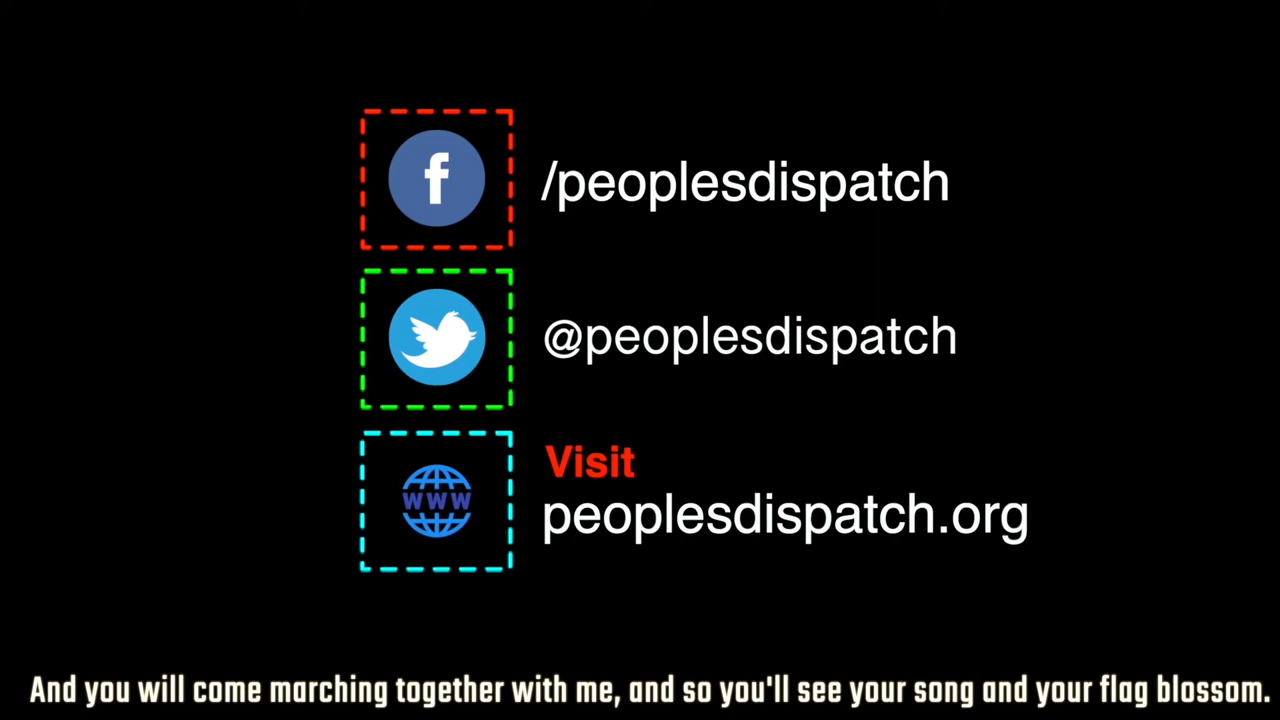 f
/peoplesdispatch
@peoplesdispatch
Visit
WWW
peoplesdispatch.org
And you will come marching together with me, and so you'll see your song and your flag blossom.